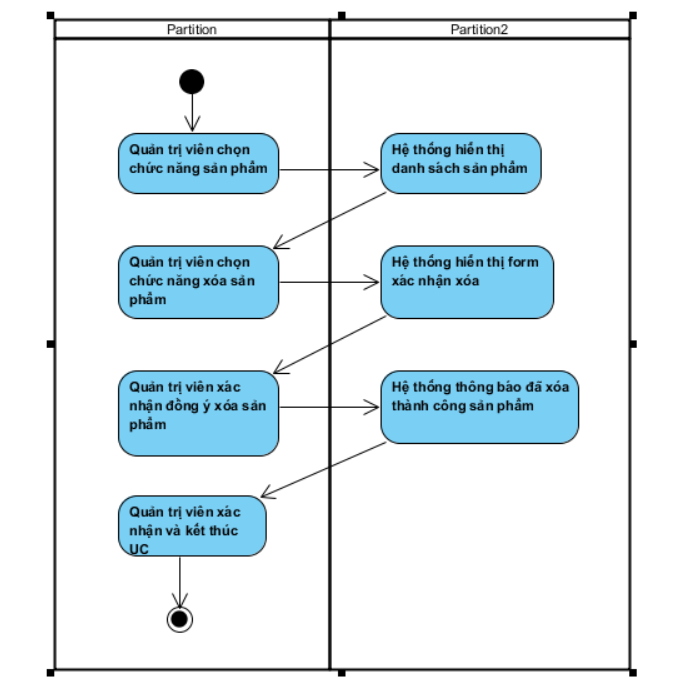 Partition
Partition2
Quản trị viên chọn
chức năng sản phẩm
Hệ thống hiển thị
danh sách sản phẩm
Quản trị viên chọn
chức năng xóa sản
phẩm
Hệ thống hiển thị form
xác nhận xóa
Quản trị viên xác
nhận đồng ý xóa sản
phẩm
Hệ thống thông báo đã xóa
thành công sản phẩm
Quản trị viên xác
nhận và kết thúc
UC